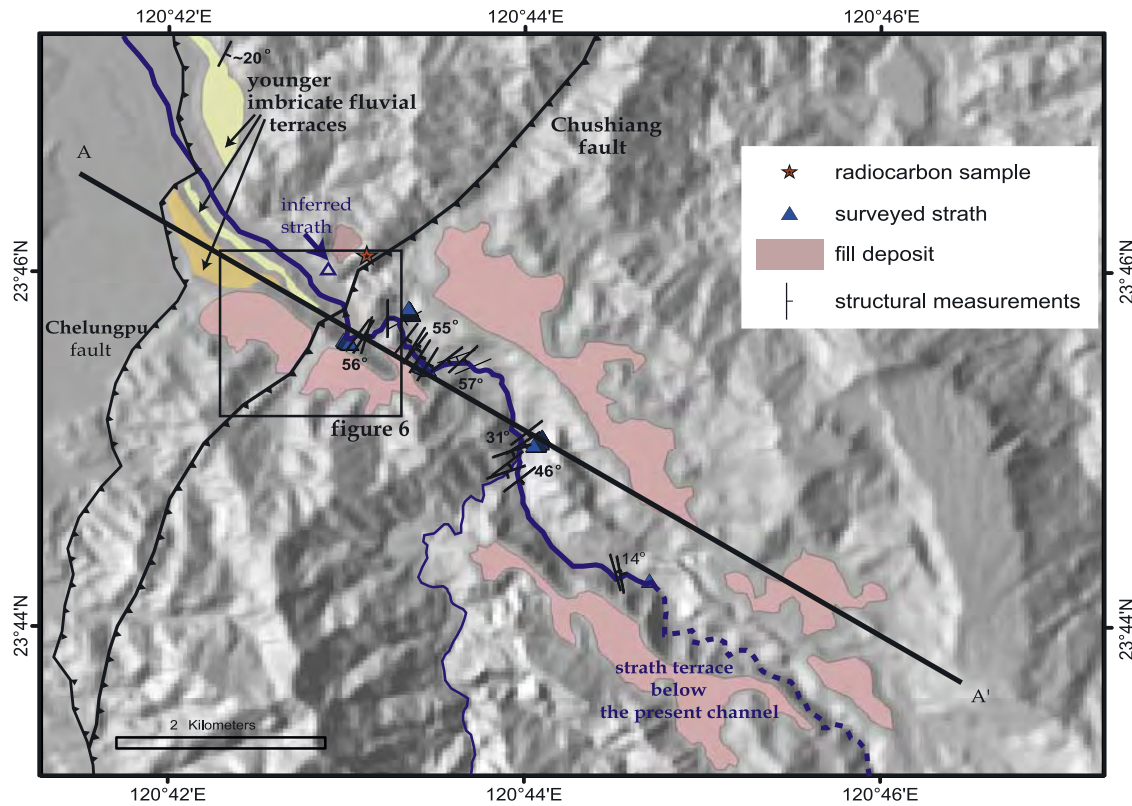 120°42'E
120°44'E
120°46'E
~20°
younger
imbricate fluvial
terraces
Chushiang
fault
A
radiocarbon sample
inferred
strath
surveyed strath
23°46'N
23°46'N
fill deposit
structural measurements
Chelungpu
fault
55°
56°
57°
figure 6
31°
46°
14°
23°44'N
23°44'N
strath terrace
below
the present channel
A'
2 Kilometers
120°42'E
120°44'E
120°46'E